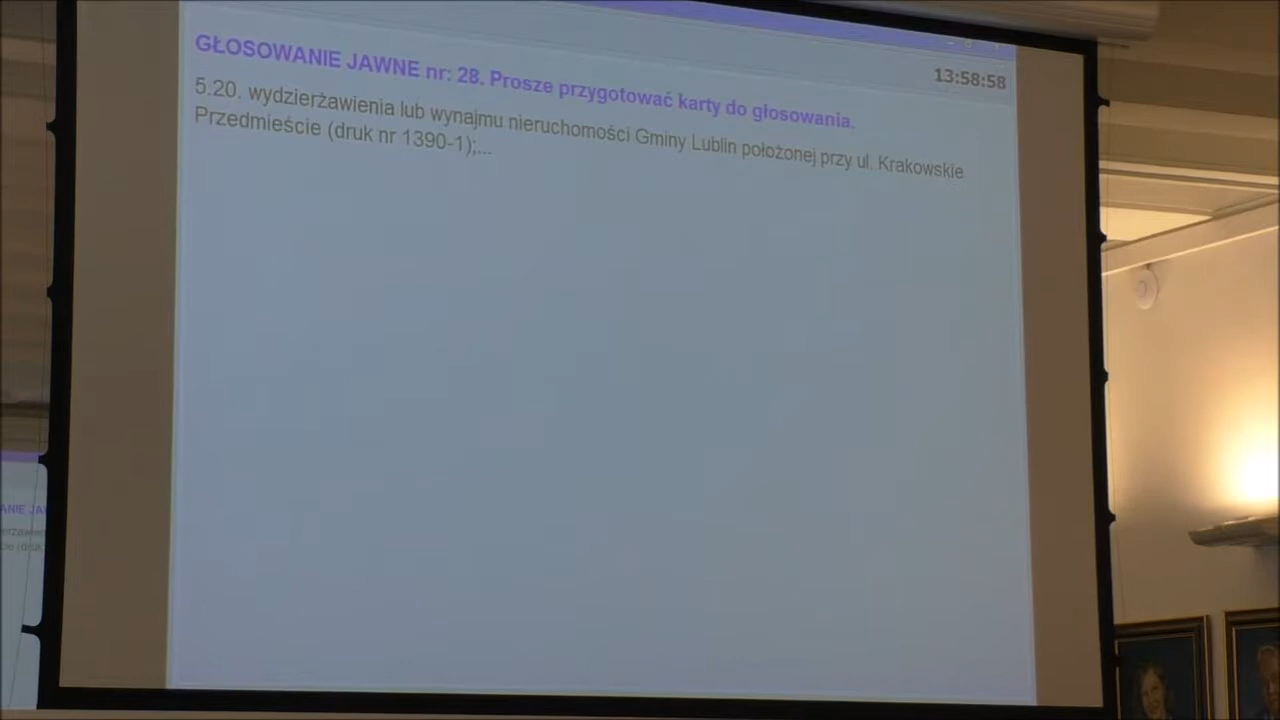 GŁOSOWANIE JAWNE nr: 28. Prosze przygotować karty do głosowania.
13:58:58
5.20. wydzierżawienia lub wynajmu nieruchomości Gminy Lublin położonej przy ul. Krakowskie
Przedmieście (druk nr 1390-1);...